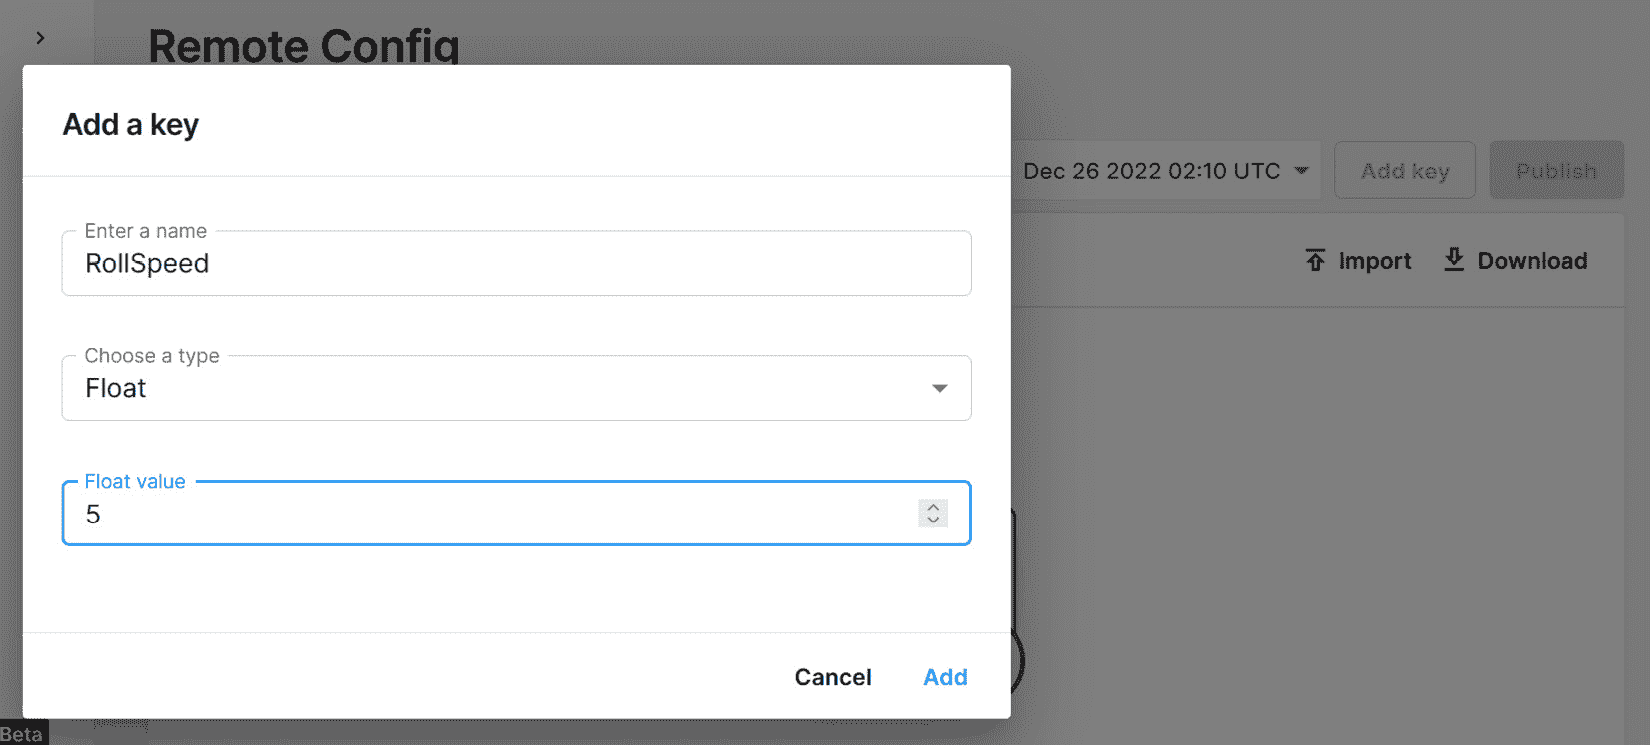 Remote Config
Add a key
Dec 26 2022 02:10 UTC
Add key
Publish
Enter a name
RollSpeed
Import
Download
Choose a type
Float
Float value
5
Cancel
Add
Beta